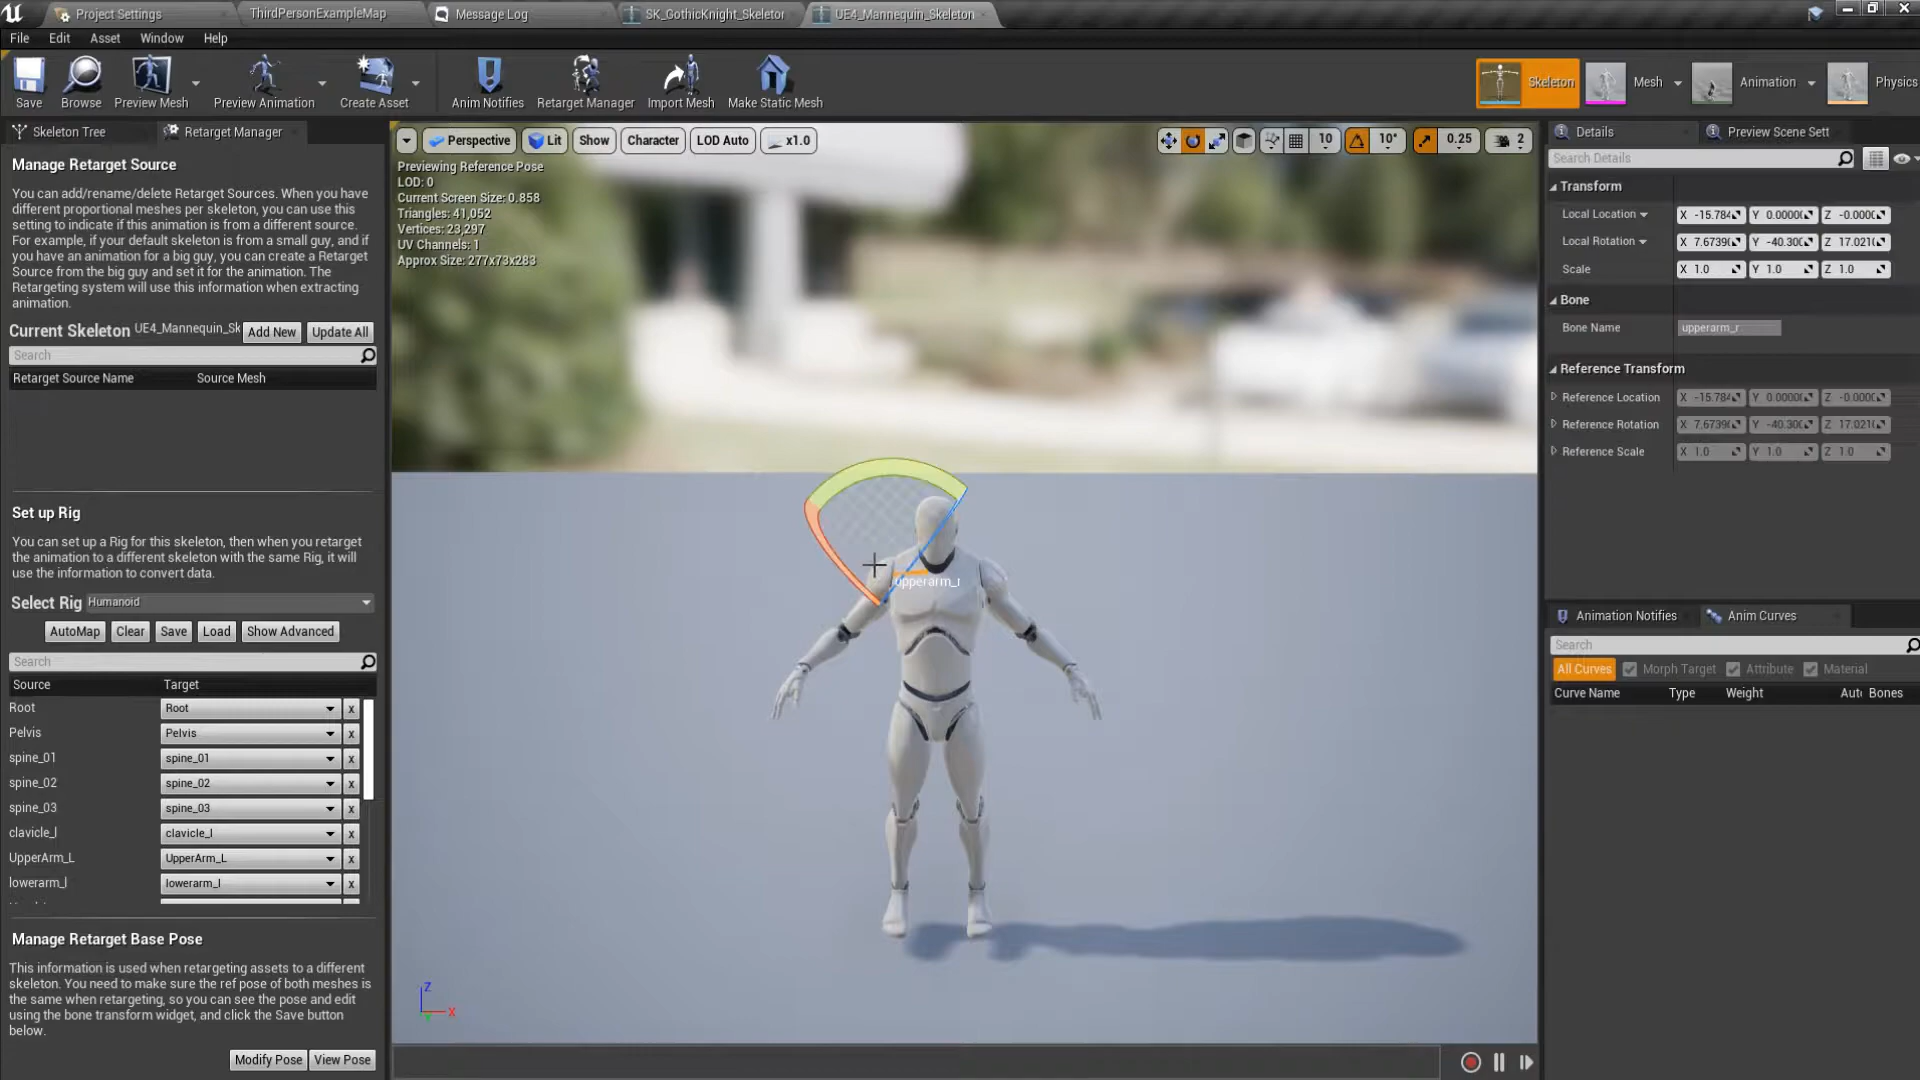 Project Settings
ThirdPersonExampleMap
Message Log
SK_GothicKnight_Skeleton
UE4_Mannequin_Skeleton
File Edit Asset Window Help
Save Browse Preview Mesh Preview Animation Create Asset Anim Notifies Retarget Manager Import Mesh Make Static Mesh
Skeleton Mesh Animation Physics
Skeleton Tree Retarget Manager
Manage Retarget Source
You can add/rename/delete Retarget Sources. When you have
different proportional meshes per skeleton, you can use this
setting to indicate if this animation is from a different source.
For example, if your default skeleton is from a small guy, and if
you have an animation for a big guy, you can create a Retarget
Source from the big guy and set it for the animation. The
Retargeting system will use this information when extracting
animation.
Current Skeleton UE4_Mannequin_Sk Add New Update All
Search
Retarget Source Name Source Mesh
Set up Rig
You can set up a Rig for this skeleton, then when you retarget
the animation to a different skeleton with the same Rig, it will
use the information to convert data.
Select Rig Humanoid
AutoMap Clear Save Load Show Advanced
Search
Source Target
Root Root x
Pelvis Pelvis x
spine_01 spine_01 x
spine_02 spine_02 x
spine_03 spine_03 x
clavicle_l clavicle_l x
UpperArm_L UpperArm_L x
lowerarm_l lowerarm_l x
Manage Retarget Base Pose
This information is used when retargeting assets to a different
skeleton. You need to make sure the ref pose of both meshes is
the same when retargeting, so you can see the pose and edit
using the bone transform widget, and click the Save button
below.
Modify Pose View Pose
Perspective Lit Show Character LOD Auto x1.0
10 10° 0.25 2
Previewing Reference Pose
LOD: 0
Current Screen Size: 0.858
Triangles: 41,052
Vertices: 23,297
UV Channels: 1
Approx Size: 277x73x283
upperarm_r
Z
X
Details Preview Scene Sett
Search Details
Transform
Local Location X -15.784 Y 0.0000 Z -0.000
Local Rotation X 7.6739 Y -40.30 Z 17.021
Scale X 1.0 Y 1.0 Z 1.0
Bone
Bone Name upperarm_r
Reference Transform
Reference Location X -15.784 Y 0.0000 Z -0.000
Reference Rotation X 7.6739 Y -40.30 Z 17.021
Reference Scale X 1.0 Y 1.0 Z 1.0
Animation Notifies Anim Curves
Search
All Curves Morph Target Attribute Material
Curve Name Type Weight Aut Bones